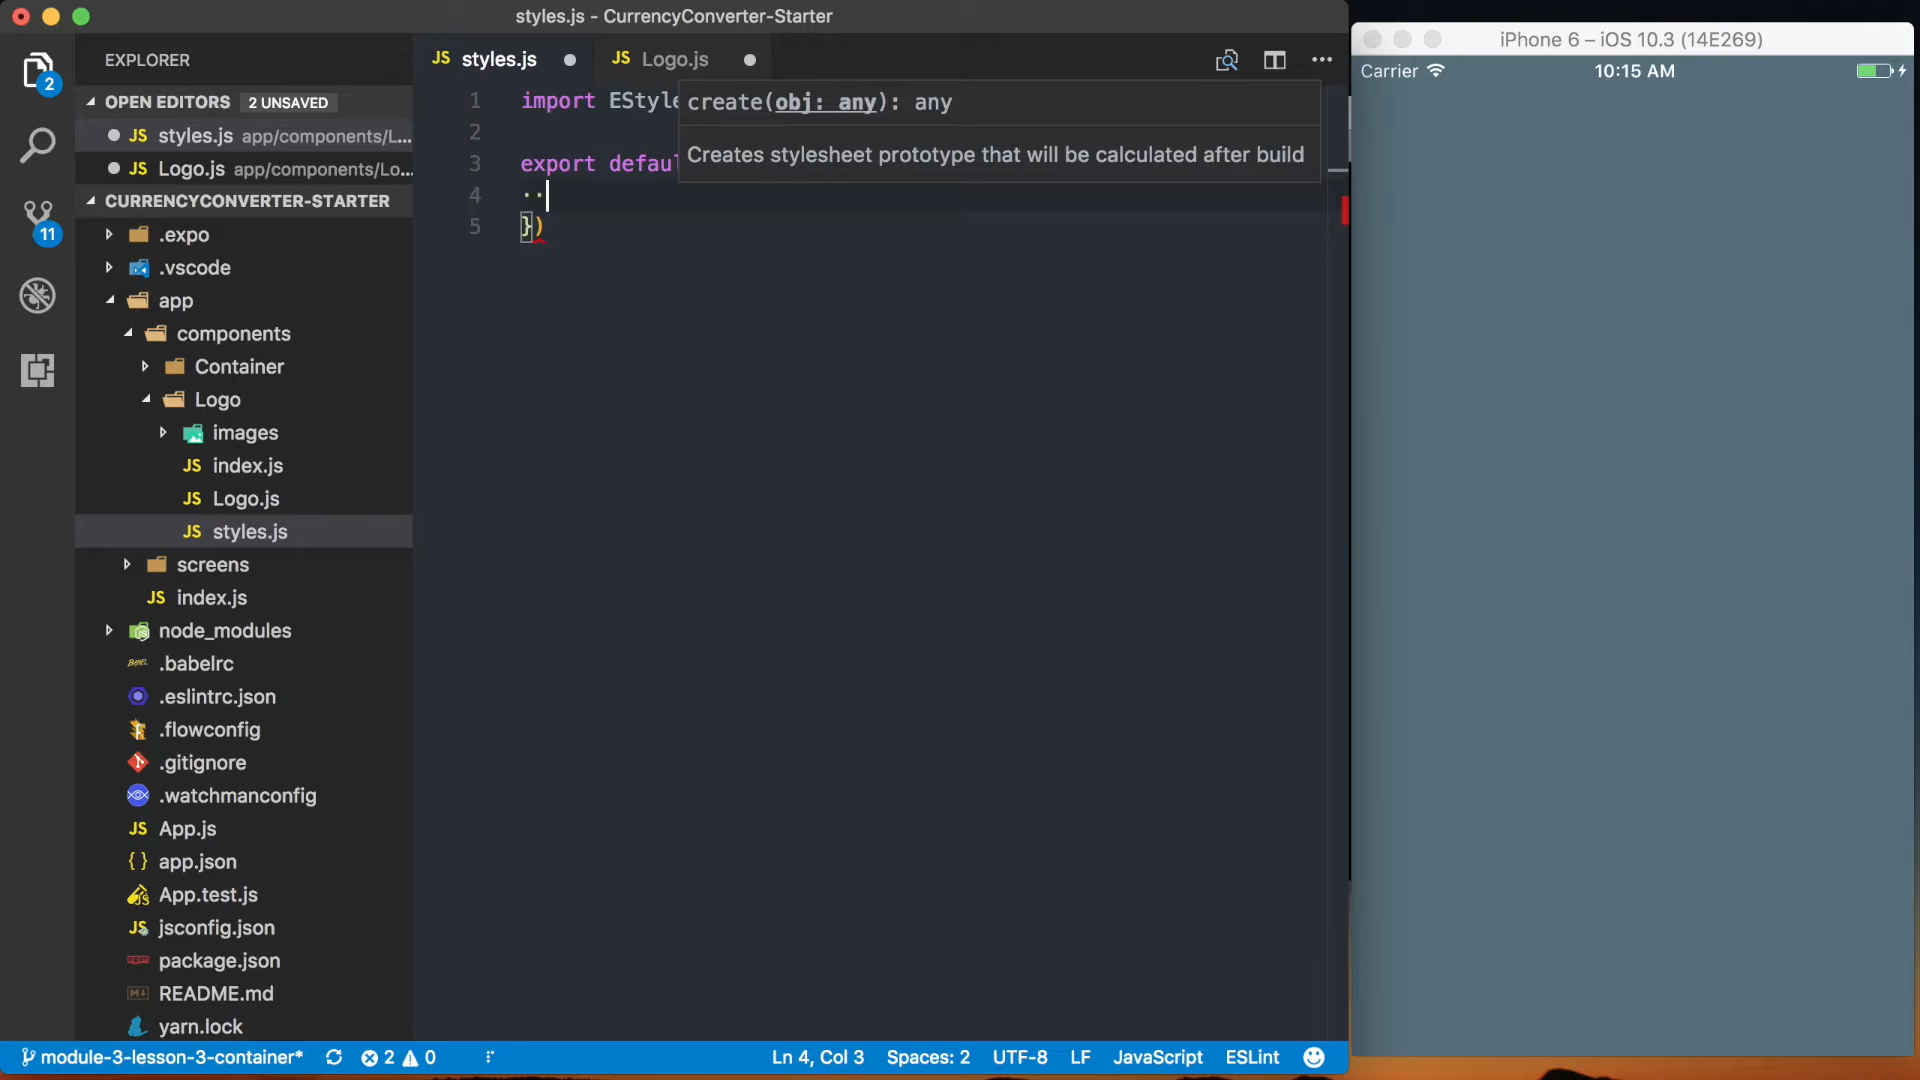 styles.js - CurrencyConverter-Starter
EXPLORER
OPEN EDITORS 2 UNSAVED
JS styles.js app/components/L...
JS Logo.js app/components/Lo...
CURRENCYCONVERTER-STARTER
.expo
.vscode
app
components
Container
Logo
images
JS index.js
JS Logo.js
JS styles.js
screens
JS index.js
node_modules
.babelrc
.eslintrc.json
.flowconfig
.gitignore
.watchmanconfig
JS App.js
{ } app.json
App.test.js
JS jsconfig.json
package.json
README.md
yarn.lock
2
11
JS styles.js
JS Logo.js
1 import EStyle
2
3 export defaul
4 ··
5 })
create(obj: any): any
Creates stylesheet prototype that will be calculated after build
module-3-lesson-3-container* 2 0 Ln 4, Col 3 Spaces: 2 UTF-8 LF JavaScript ESLint
iPhone 6 – iOS 10.3 (14E269)
Carrier 10:15 AM